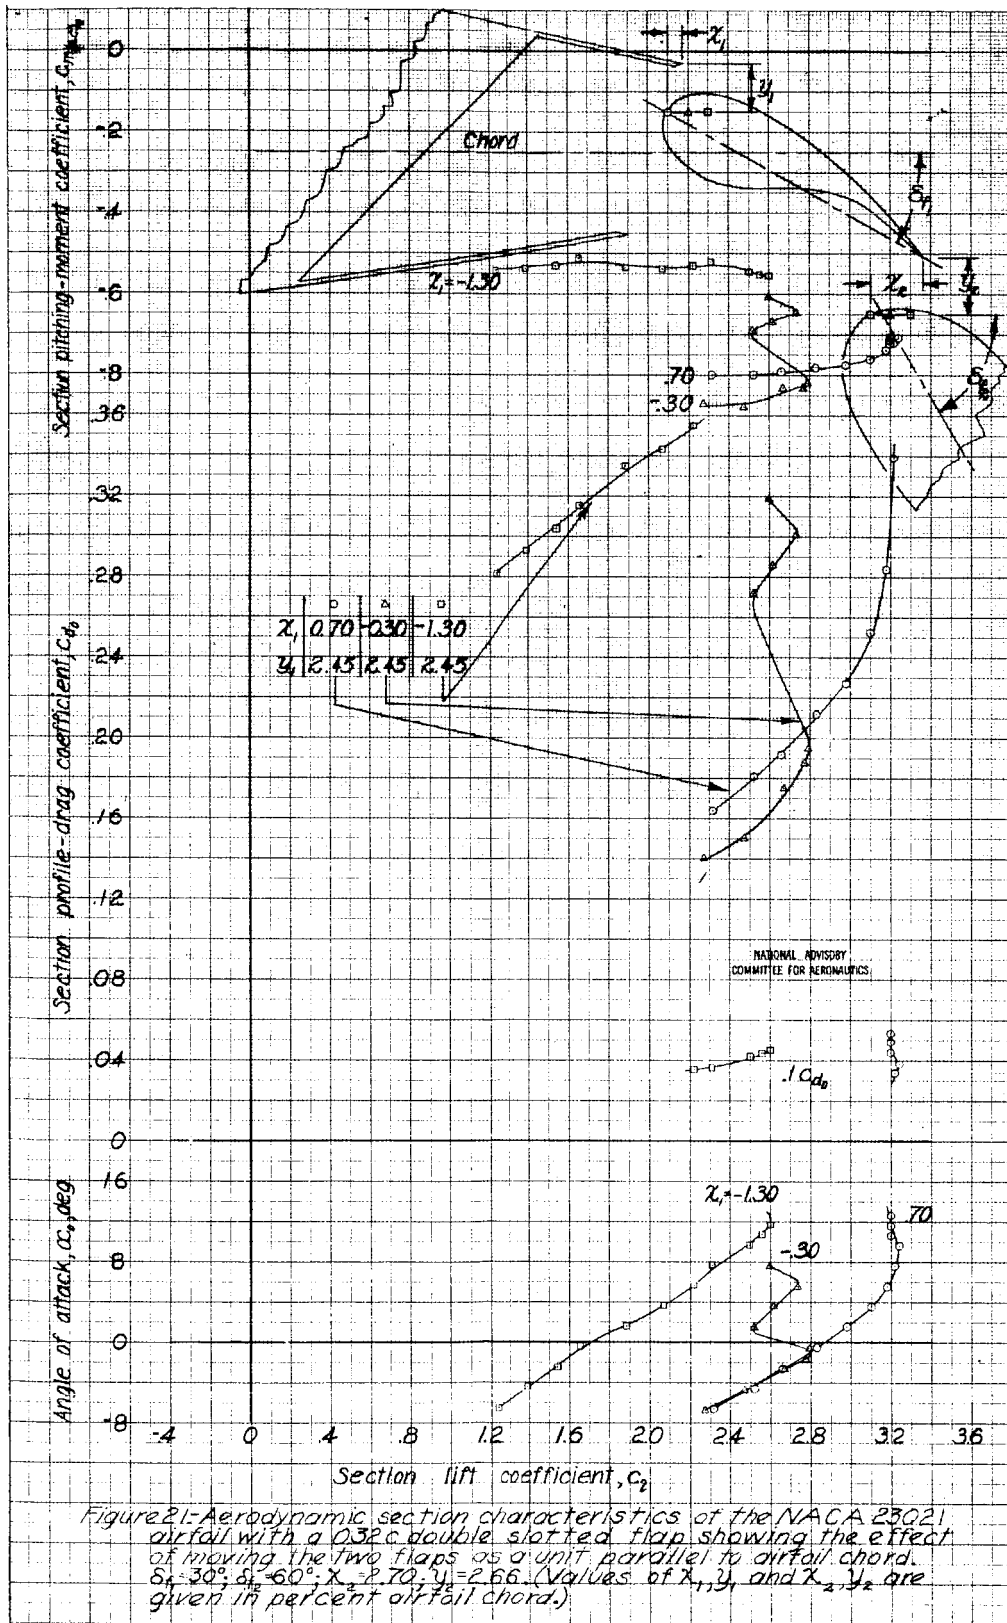 Section pitching-moment coefficient, c_m(a.c.)0
0
-.2
-.4
-.6
-.8
x₁
y₁
Chord
δf₁
x₂
y₂
δf₂
x₁=-1.30
.70
-.30
Section profile-drag coefficient, c_d₀
.36
.32
.28
.24
.20
.16
.12
.08
.04
0
x₁ 0.70 -0.30 -1.30
y₁ 2.45 2.45 2.45
NATIONAL ADVISORY
COMMITTEE FOR AERONAUTICS
.1 c_d₀
Angle of attack, α₀, deg
16
8
0
-8
x₁=-1.30
.70
-.30
-.4 0 .4 .8 1.2 1.6 2.0 2.4 2.8 3.2 3.6
Section lift coefficient, c_l
Figure 21.-Aerodynamic section characteristics of the NACA 23021
airfoil with a 0.32c double slotted flap showing the effect
of moving the two flaps as a unit parallel to airfoil chord.
δf₁=30°; δf₂=60°; x₂=2.70; y₂=2.66. (Values of x₁, y₁ and x₂, y₂ are
given in percent airfoil chord.)